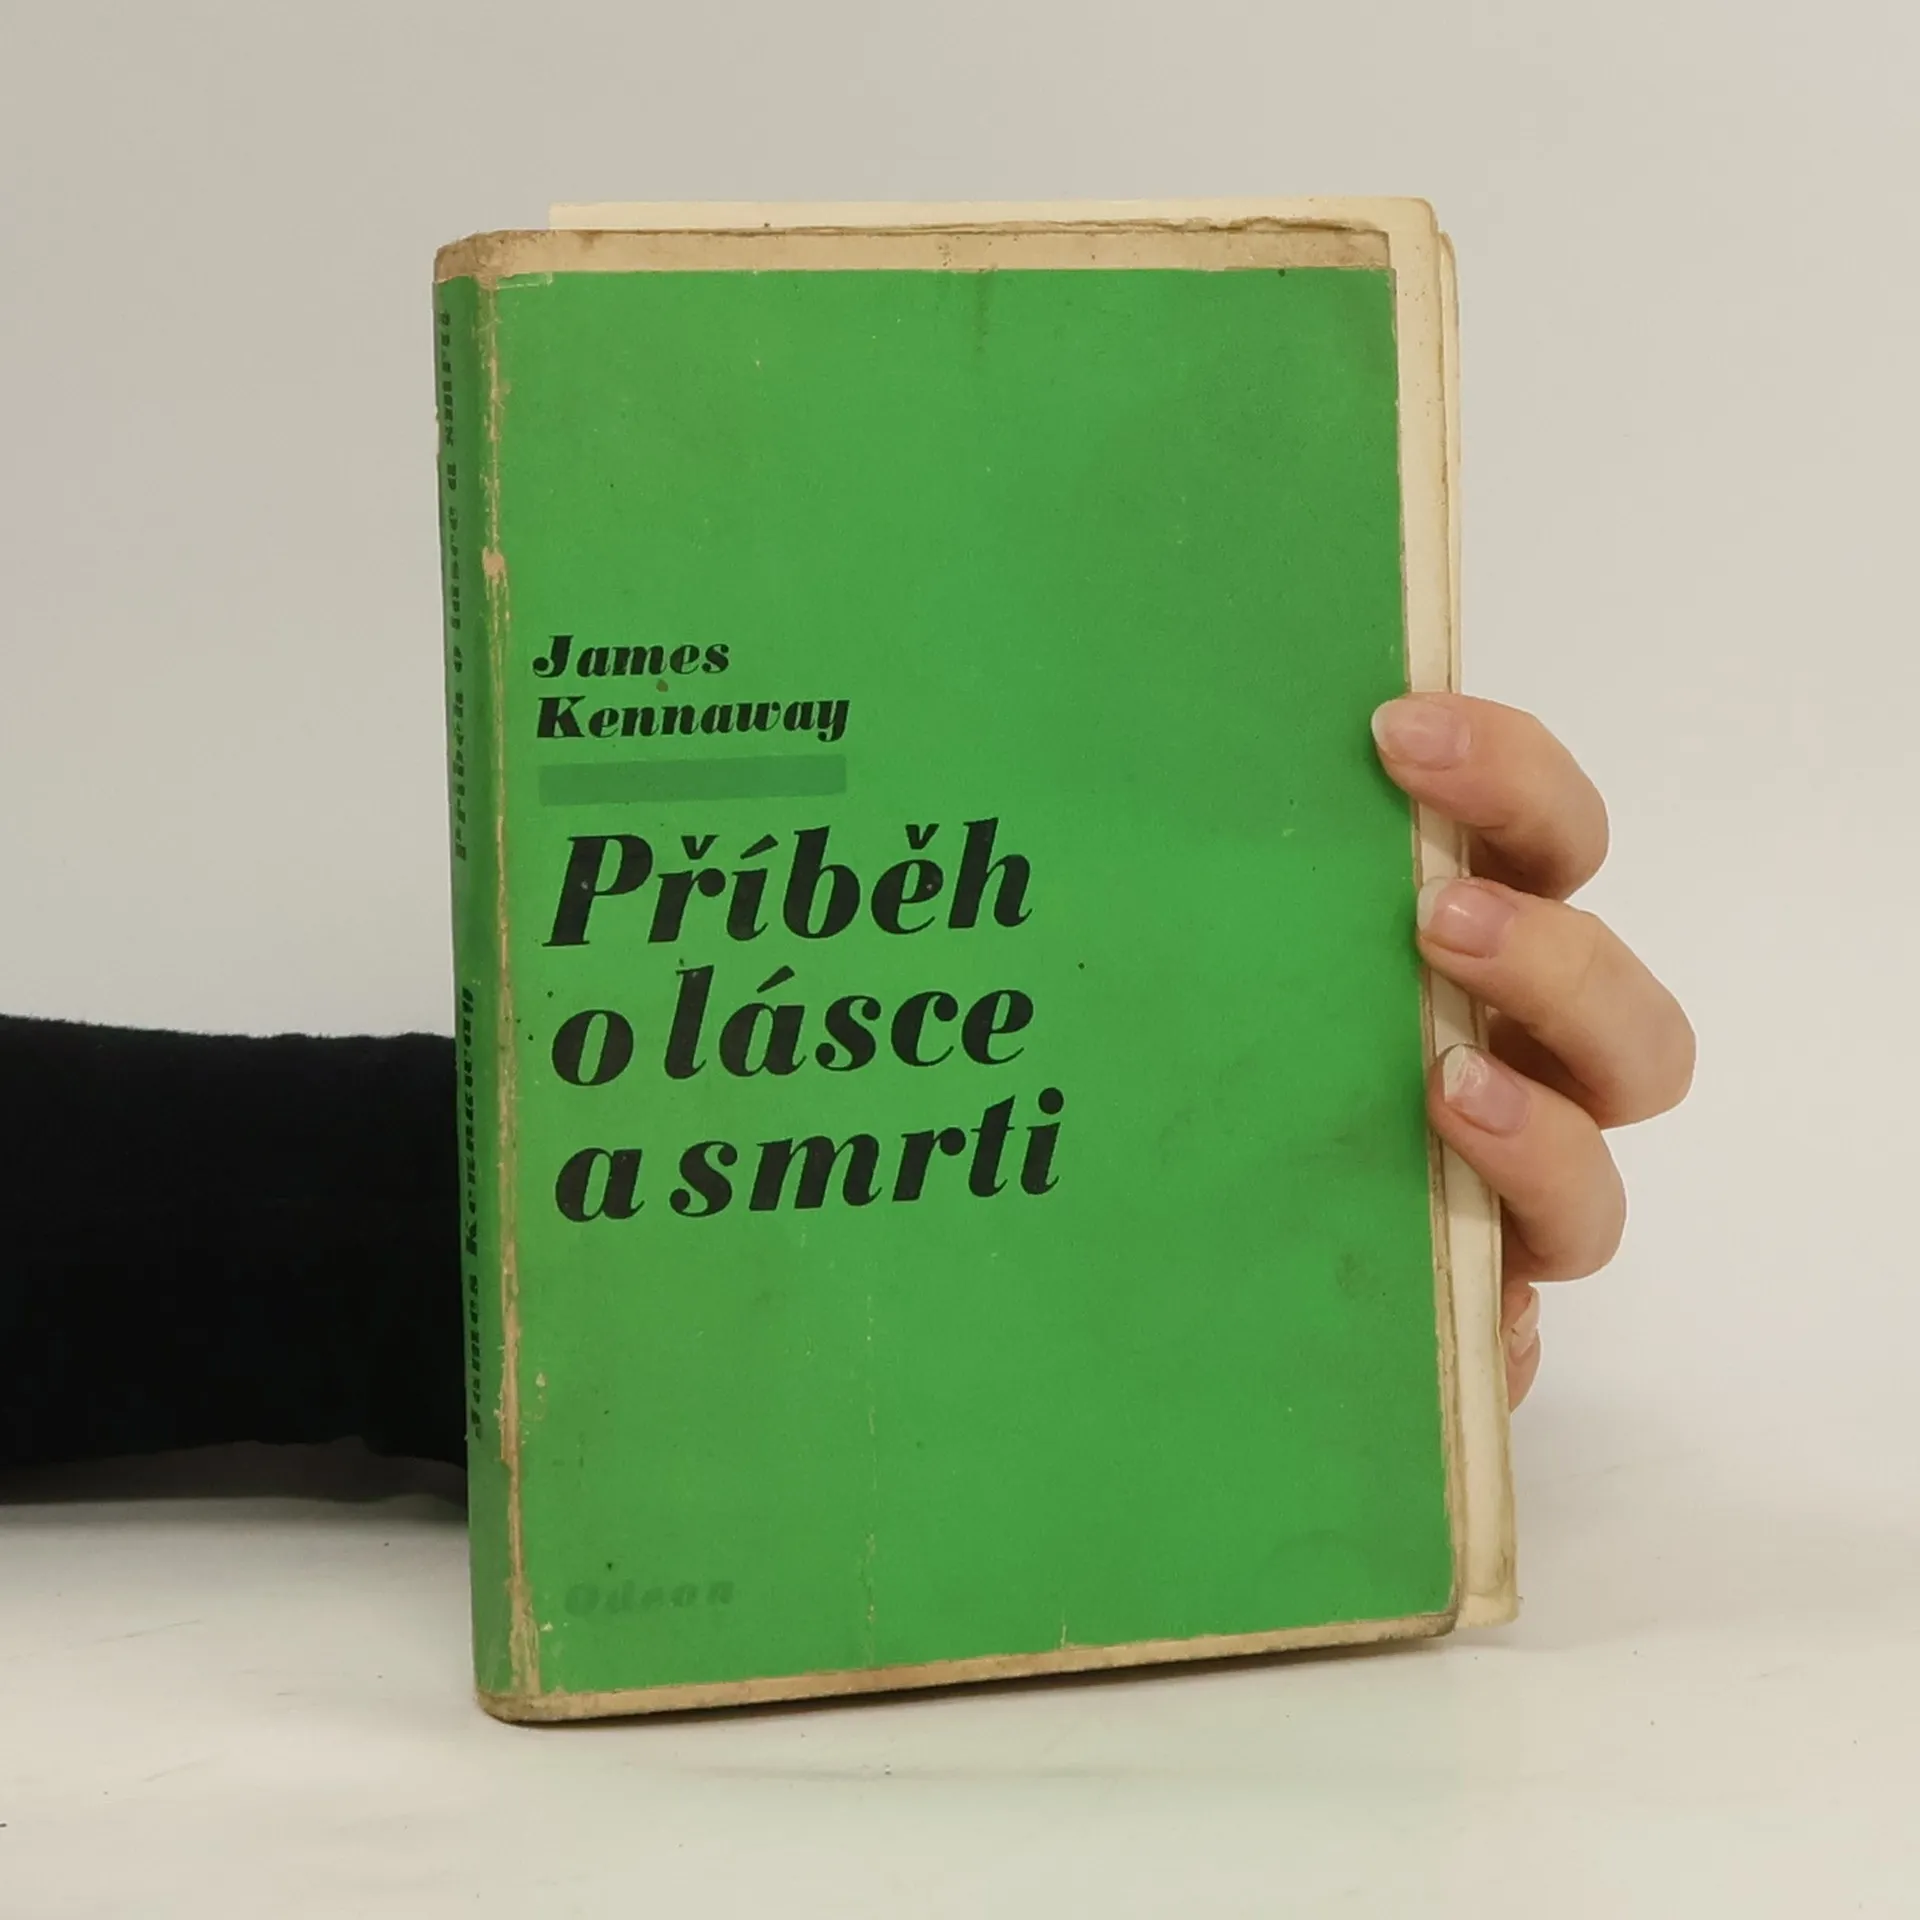 James
Kennaway
Příběh
o lásce
a smrti
Odeon
Příběh o lásce a smrti
James Kennaway